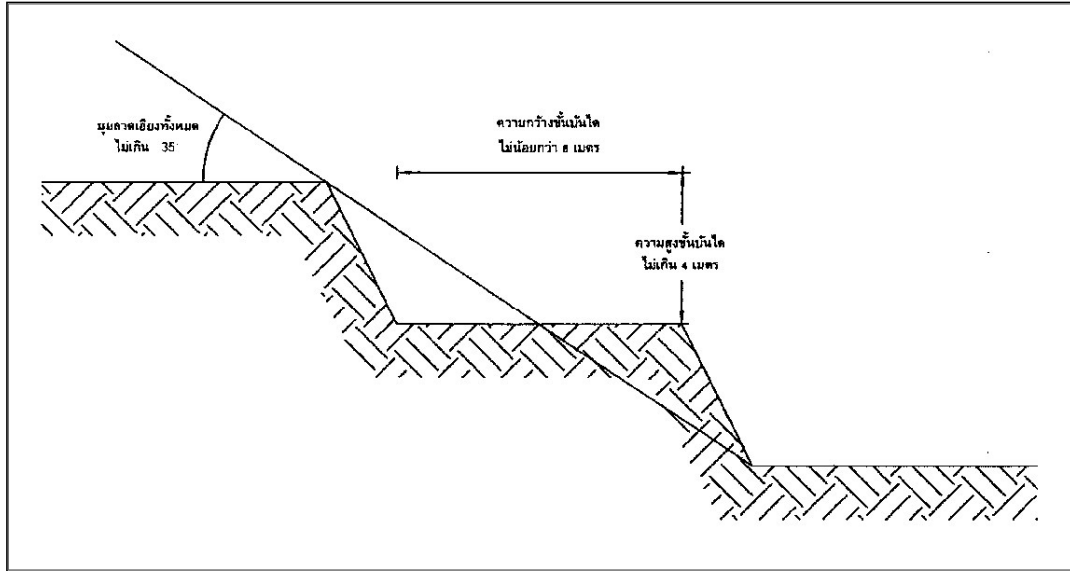 มุมลาดเอียงทั้งหมด
ไม่เกิน 35°
ความกว้างขั้นบันได
ไม่น้อยกว่า 8 เมตร
ความสูงขั้นบันได
ไม่เกิน 4 เมตร